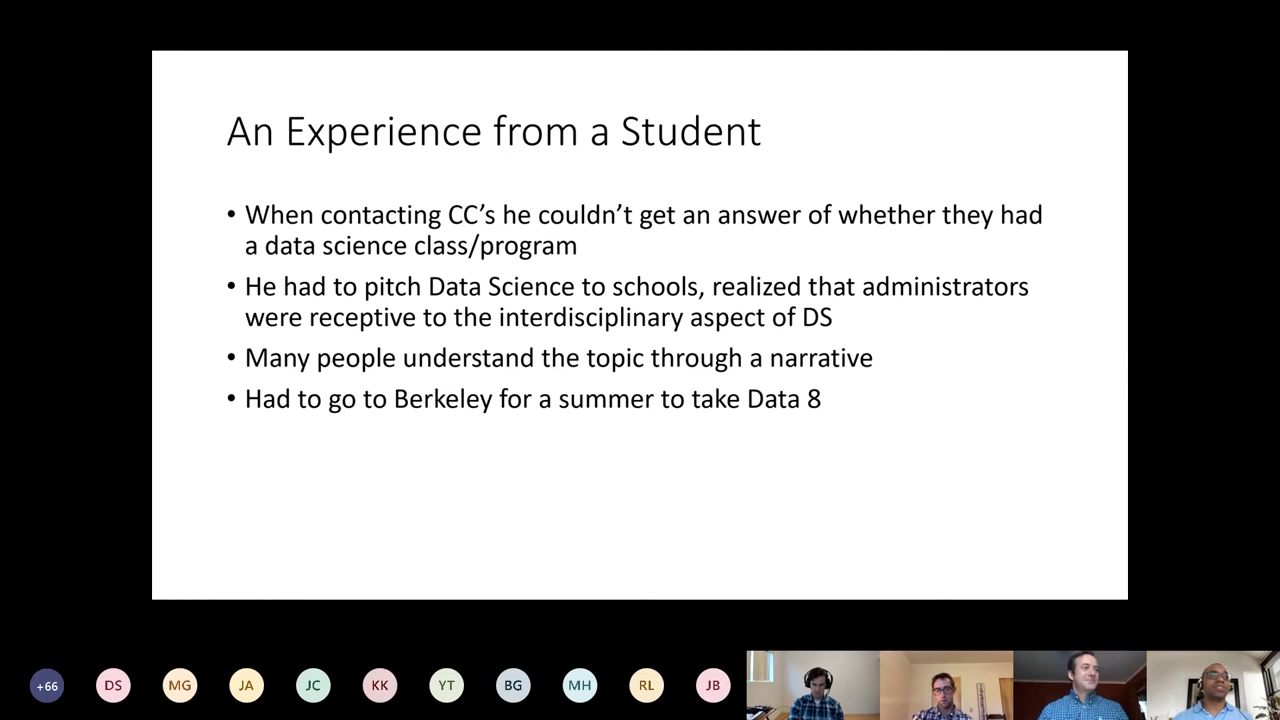 An Experience from a Student
• When contacting CC’s he couldn’t get an answer of whether they had
a data science class/program
• He had to pitch Data Science to schools, realized that administrators
were receptive to the interdisciplinary aspect of DS
• Many people understand the topic through a narrative
• Had to go to Berkeley for a summer to take Data 8
+66 DS MG JA JC KK YT BG MH RL JB